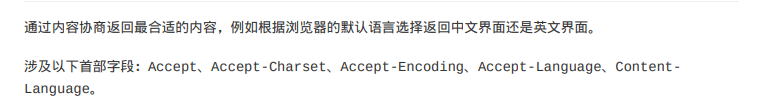 通过内容协商返回最合适的内容，例如根据浏览器的默认语言选择返回中文界面还是英文界面。
涉及以下首部字段：Accept、Accept-Charset、Accept-Encoding、Accept-Language、Content-
Language。